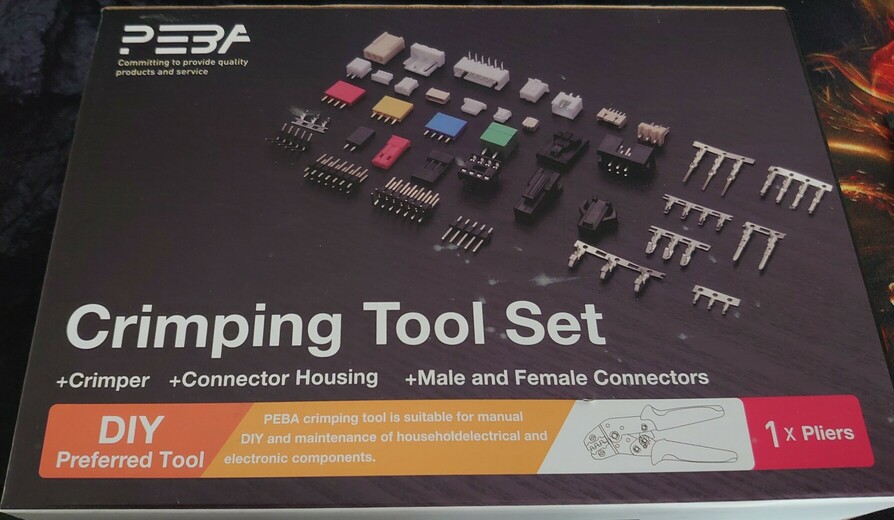 PEBA
Committing to provide quality
products and service
Crimping Tool Set
+Crimper +Connector Housing +Male and Female Connectors
DIY
Preferred Tool
PEBA crimping tool is suitable for manual
DIY and maintenance of householdelectrical and
electronic components.
1 x Pliers